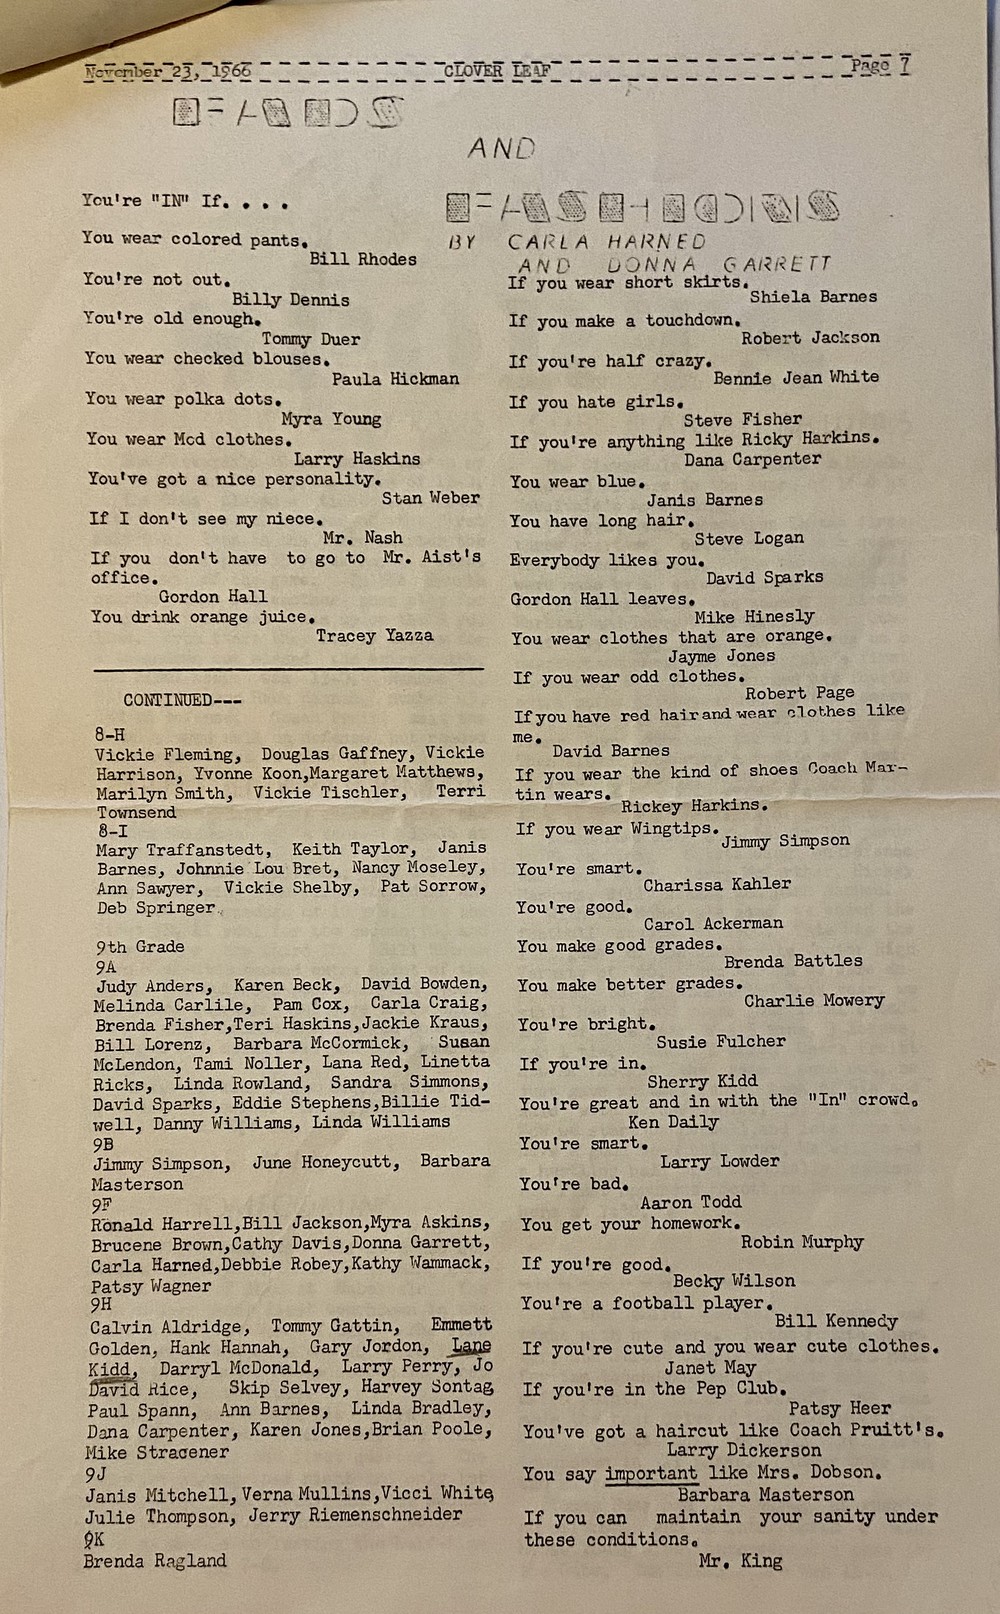 November 23, 1966 CLOVER LEAF Page 7
FADS
AND
FASHIONS
BY CARLA HARNED
AND DONNA GARRETT
You're "IN" If. . . .
You wear colored pants.
Bill Rhodes
You're not out.
Billy Dennis
You're old enough.
Tommy Duer
You wear checked blouses.
Paula Hickman
You wear polka dots.
Myra Young
You wear Mod clothes.
Larry Haskins
You've got a nice personality.
Stan Weber
If I don't see my niece.
Mr. Nash
If you don't have to go to Mr. Aist's
office.
Gordon Hall
You drink orange juice.
Tracey Yazza
If you wear short skirts.
Shiela Barnes
If you make a touchdown.
Robert Jackson
If you're half crazy.
Bennie Jean White
If you hate girls.
Steve Fisher
If you're anything like Ricky Harkins.
Dana Carpenter
You wear blue.
Janis Barnes
You have long hair.
Steve Logan
Everybody likes you.
David Sparks
Gordon Hall leaves.
Mike Hinesly
You wear clothes that are orange.
Jayme Jones
If you wear odd clothes.
Robert Page
If you have red hair and wear clothes like
me.
David Barnes
If you wear the kind of shoes Coach Mar-
tin wears.
Rickey Harkins.
If you wear Wingtips.
Jimmy Simpson
You're smart.
Charissa Kahler
You're good.
Carol Ackerman
You make good grades.
Brenda Battles
You make better grades.
Charlie Mowery
You're bright.
Susie Fulcher
If you're in.
Sherry Kidd
You're great and in with the "In" crowd.
Ken Daily
You're smart.
Larry Lowder
You're bad.
Aaron Todd
You get your homework.
Robin Murphy
If you're good.
Becky Wilson
You're a football player.
Bill Kennedy
If you're cute and you wear cute clothes.
Janet May
If you're in the Pep Club.
Patsy Heer
You've got a haircut like Coach Pruitt's.
Larry Dickerson
You say important like Mrs. Dobson.
Barbara Masterson
If you can maintain your sanity under
these conditions.
Mr. King
CONTINUED---
8-H
Vickie Fleming, Douglas Gaffney, Vickie
Harrison, Yvonne Koon,Margaret Matthews,
Marilyn Smith, Vickie Tischler, Terri
Townsend
8-I
Mary Traffanstedt, Keith Taylor, Janis
Barnes, Johnnie Lou Bret, Nancy Moseley,
Ann Sawyer, Vickie Shelby, Pat Sorrow,
Deb Springer.
9th Grade
9A
Judy Anders, Karen Beck, David Bowden,
Melinda Carlile, Pam Cox, Carla Craig,
Brenda Fisher,Teri Haskins,Jackie Kraus,
Bill Lorenz, Barbara McCormick, Susan
McLendon, Tami Noller, Lana Red, Linetta
Ricks, Linda Rowland, Sandra Simmons,
David Sparks, Eddie Stephens,Billie Tid-
well, Danny Williams, Linda Williams
9B
Jimmy Simpson, June Honeycutt, Barbara
Masterson
9F
Ronald Harrell,Bill Jackson,Myra Askins,
Brucene Brown,Cathy Davis,Donna Garrett,
Carla Harned,Debbie Robey,Kathy Wammack,
Patsy Wagner
9H
Calvin Aldridge, Tommy Gattin, Emmett
Golden, Hank Hannah, Gary Jordon, Lane
Kidd, Darryl McDonald, Larry Perry, Jo
David Rice, Skip Selvey, Harvey Sontag
Paul Spann, Ann Barnes, Linda Bradley,
Dana Carpenter, Karen Jones,Brian Poole,
Mike Stracener
9J
Janis Mitchell,Verna Mullins,Vicci White,
Julie Thompson, Jerry Riemenschneider
9K
Brenda Ragland